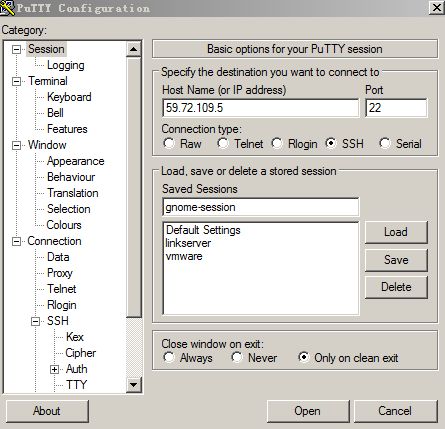 PuTTY Configuration
Category:
Session
Logging
Terminal
Keyboard
Bell
Features
Window
Appearance
Behaviour
Translation
Selection
Colours
Connection
Data
Proxy
Telnet
Rlogin
SSH
Kex
Cipher
Auth
TTY
Basic options for your PuTTY session
Specify the destination you want to connect to
Host Name (or IP address) Port
59.72.109.5 22
Connection type:
Raw Telnet Rlogin SSH Serial
Load, save or delete a stored session
Saved Sessions
gnome-session
Default Settings
linkserver
vmware
Load
Save
Delete
Close window on exit:
Always Never Only on clean exit
About Open Cancel